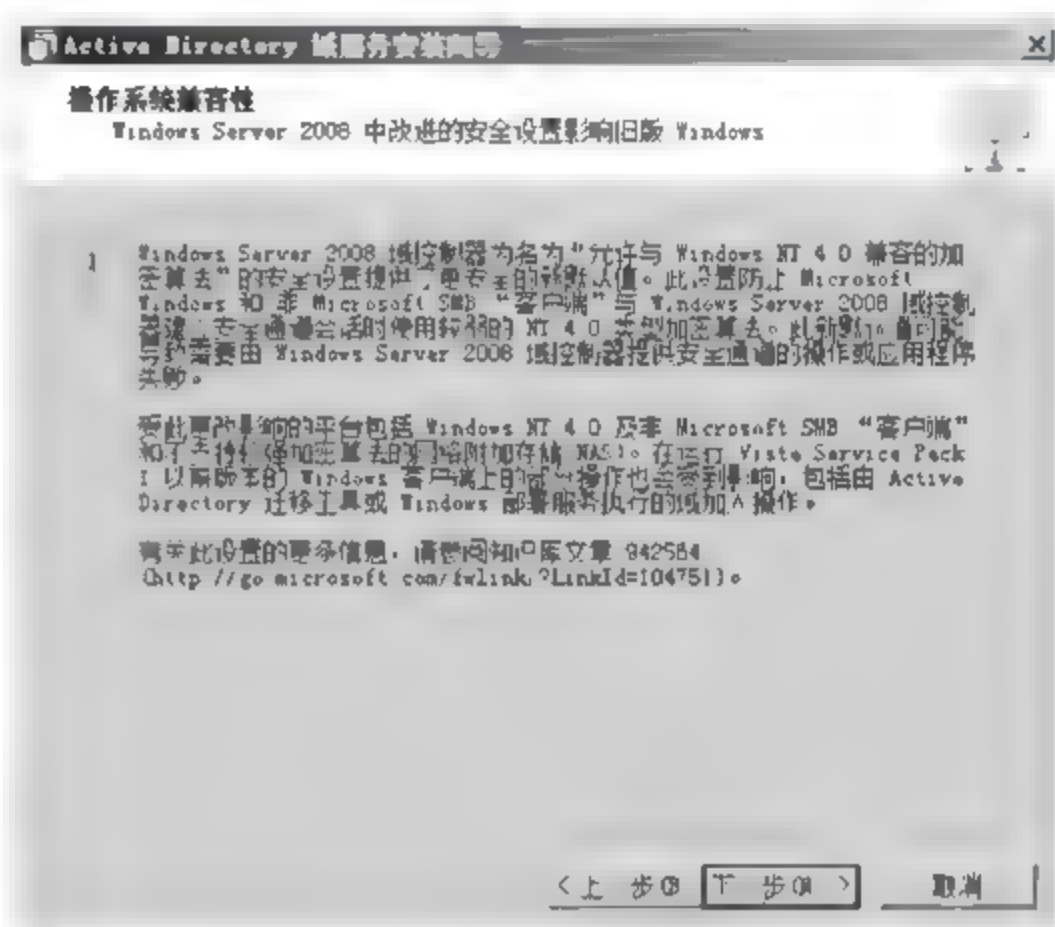 Active Directory 域服务安装向导
操作系统兼容性
Windows Server 2008 中改进的安全设置影响旧版 Windows
Windows Server 2008 域控制器为名为“允许与 Windows NT 4.0 兼容的加
密算法”的安全设置提供了更安全的新默认值。此设置防止 Microsoft
Windows 和 非 Microsoft SMB “客户端”与 Windows Server 2008 域控制
器建立安全通道会话时使用较弱的 NT 4.0 类型加密算法。此新默认值可能
导致需要由 Windows Server 2008 域控制器提供安全通道的操作或应用程序
失败。
受此更改影响的平台包括 Windows NT 4.0 及非 Microsoft SMB “客户端”
和不支持较强加密算法的网络附加存储 NAS)。在运行 Vista Service Pack
1 以前版本的 Windows 客户端上的部分操作也会受到影响，包括由 Active
Directory 迁移工具或 Windows 部署服务执行的域加入操作。
有关此设置的更多信息，请参阅知识库文章 942564
(http://go.microsoft.com/fwlink/?LinkId=104751)。
<上一步(B) 下一步(N) > 取消